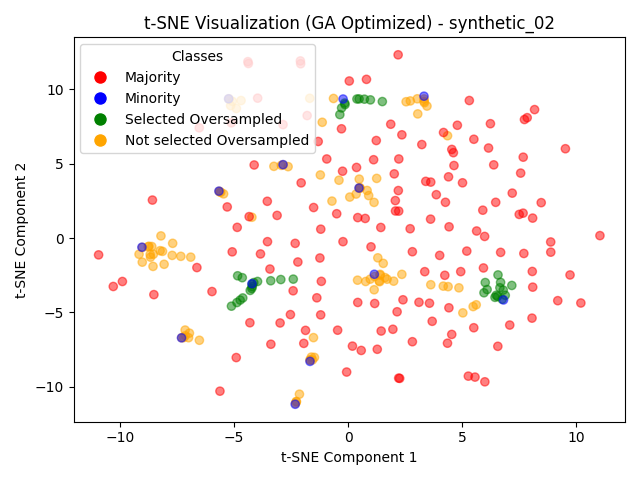 t-SNE Visualization (GA Optimized) - synthetic_02
Classes
Majority
Minority
Selected Oversampled
Not selected Oversampled
10
5
0
−5
−10
t-SNE Component 2
−10 −5 0 5 10
t-SNE Component 1